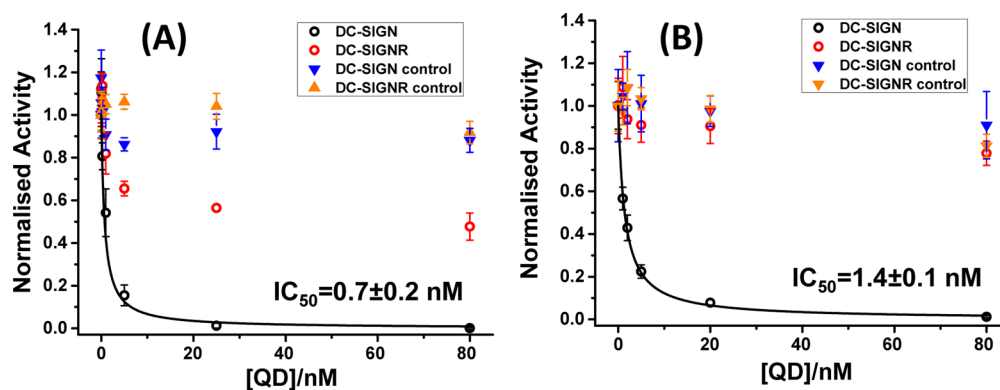 (A)
DC-SIGN
DC-SIGNR
DC-SIGN control
DC-SIGNR control
1.4
1.2
1.0
0.8
0.6
0.4
0.2
0.0
Normalised Activity
IC50=0.7±0.2 nM
0 20 40 60 80
[QD]/nM
(B)
DC-SIGN
DC-SIGNR
DC-SIGN control
DC-SIGNR control
1.4
1.2
1.0
0.8
0.6
0.4
0.2
0.0
Normalised Activity
IC50=1.4±0.1 nM
0 20 40 60 80
[QD]/nM